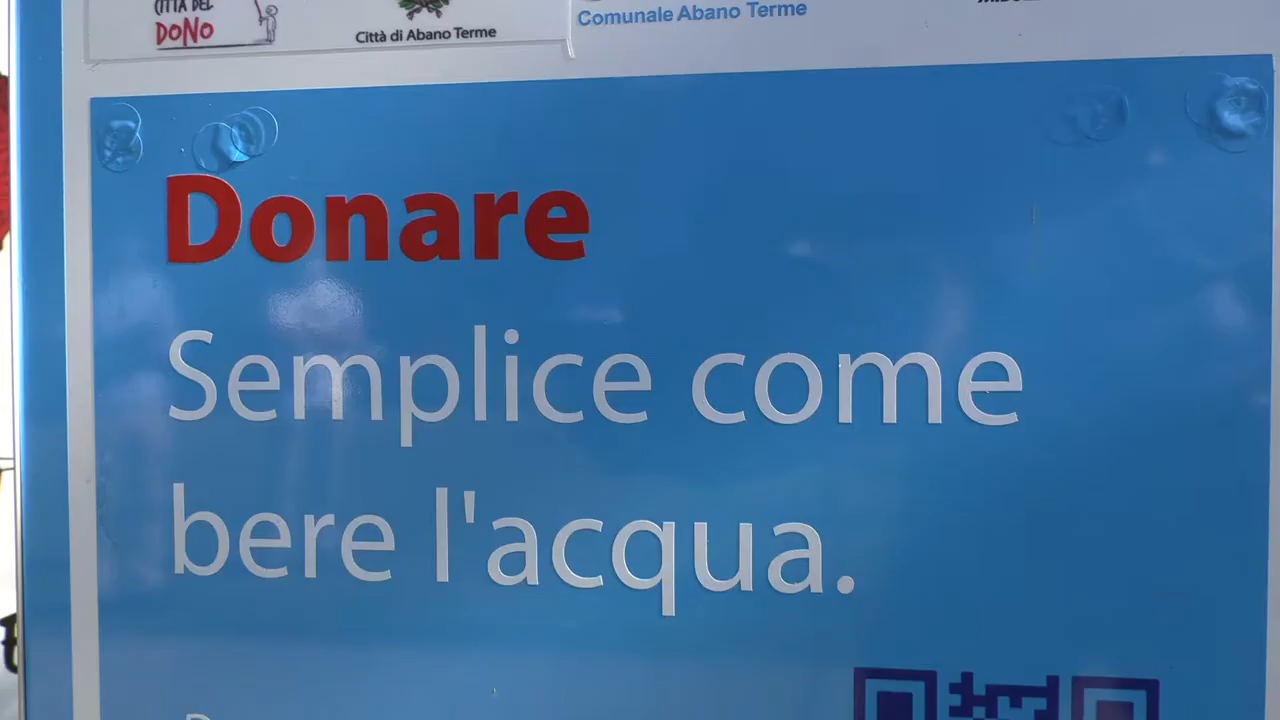 CITTÀ DEL
DONO
Città di Abano Terme
Comunale Abano Terme
Donare
Semplice come
bere l'acqua.